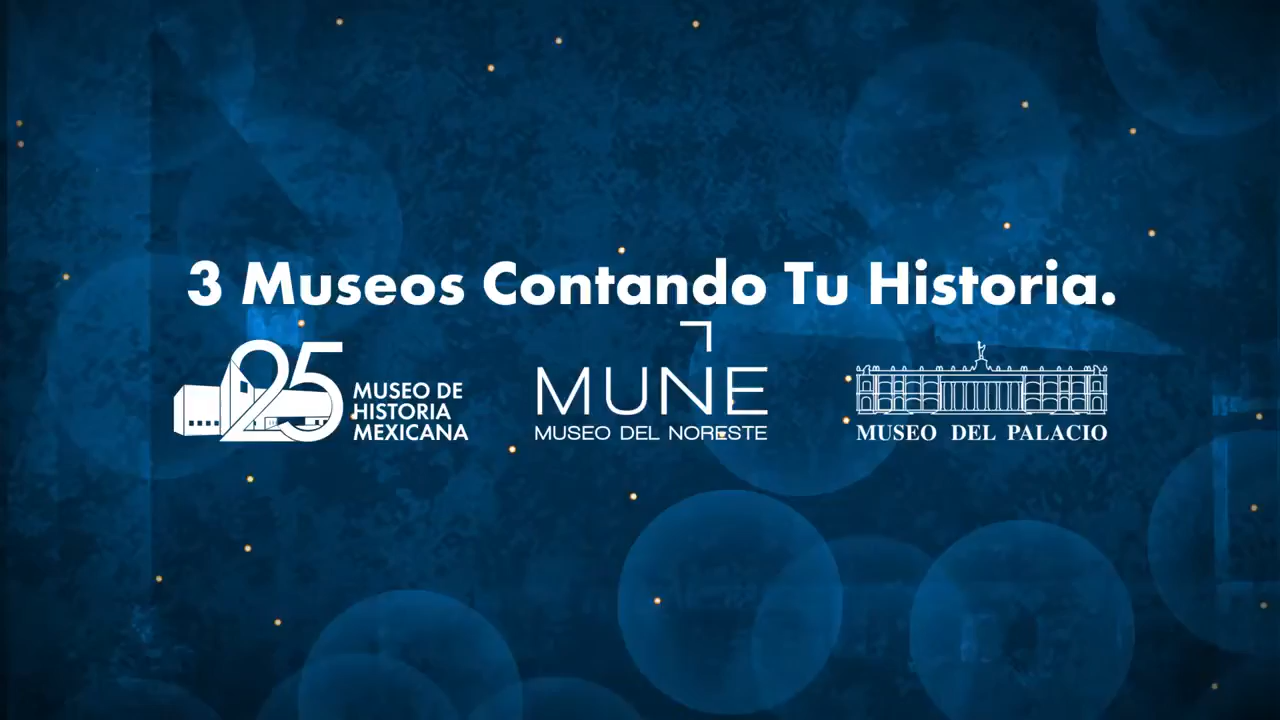 3 Museos Contando Tu Historia.
25
MUSEO DE
HISTORIA
MEXICANA
MUNE
MUSEO DEL NORESTE
MUSEO DEL PALACIO